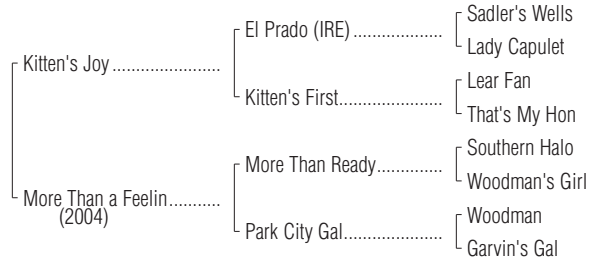 Sadler's Wells
El Prado (IRE) ....................
Lady Capulet
Kitten's Joy ........................
Lear Fan
Kitten's First.......................
That's My Hon
Southern Halo
More Than Ready...............
Woodman's Girl
More Than a Feelin...........
(2004)
Woodman
Park City Gal......................
Garvin's Gal